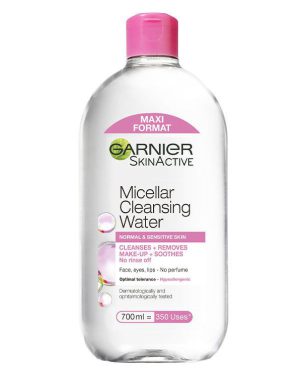 MAXI
FORMAT
GARNIER
SKINACTIVE
Micellar
Cleansing
Water
NORMAL & SENSITIVE SKIN
CLEANSES + REMOVES
MAKE-UP + SOOTHES
No rinse off
Face, eyes, lips - No perfume
Optimal tolerance - Hypoallergenic
Dermatologically and
ophtalmologically tested
700ml = 350 Uses*